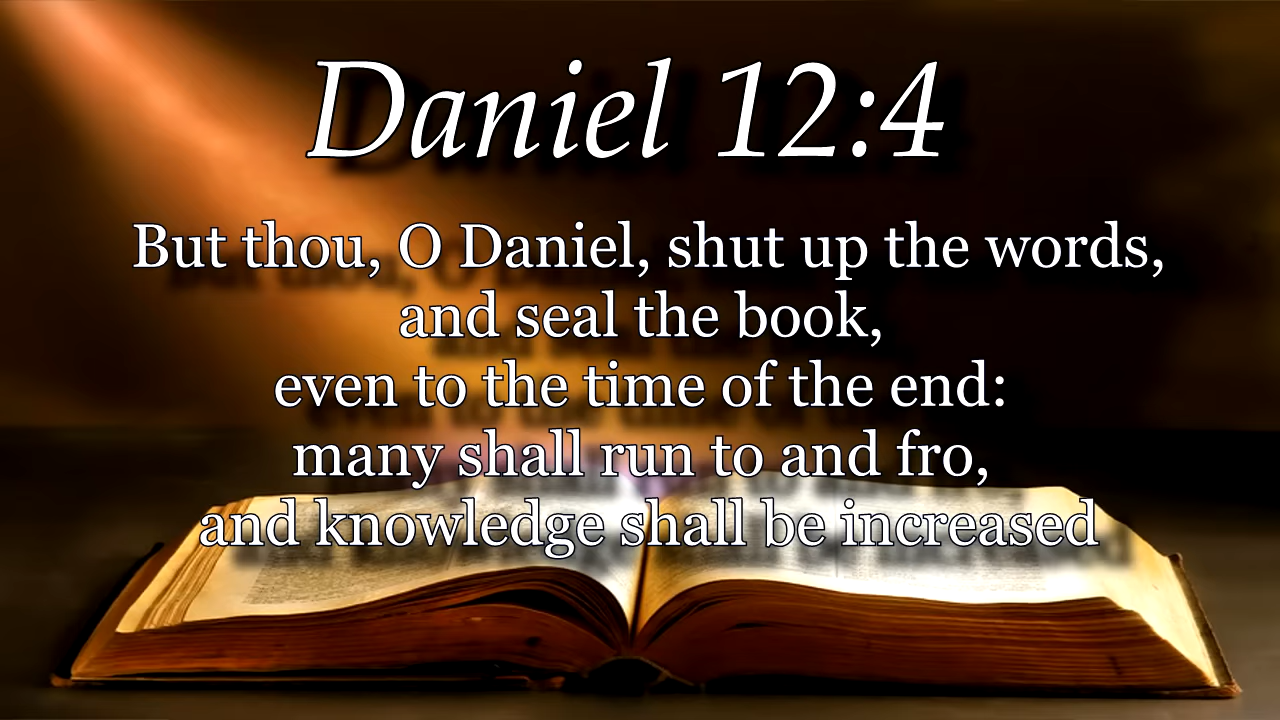 Daniel 12:4
But thou, O Daniel, shut up the words,
and seal the book,
even to the time of the end:
many shall run to and fro,
and knowledge shall be increased